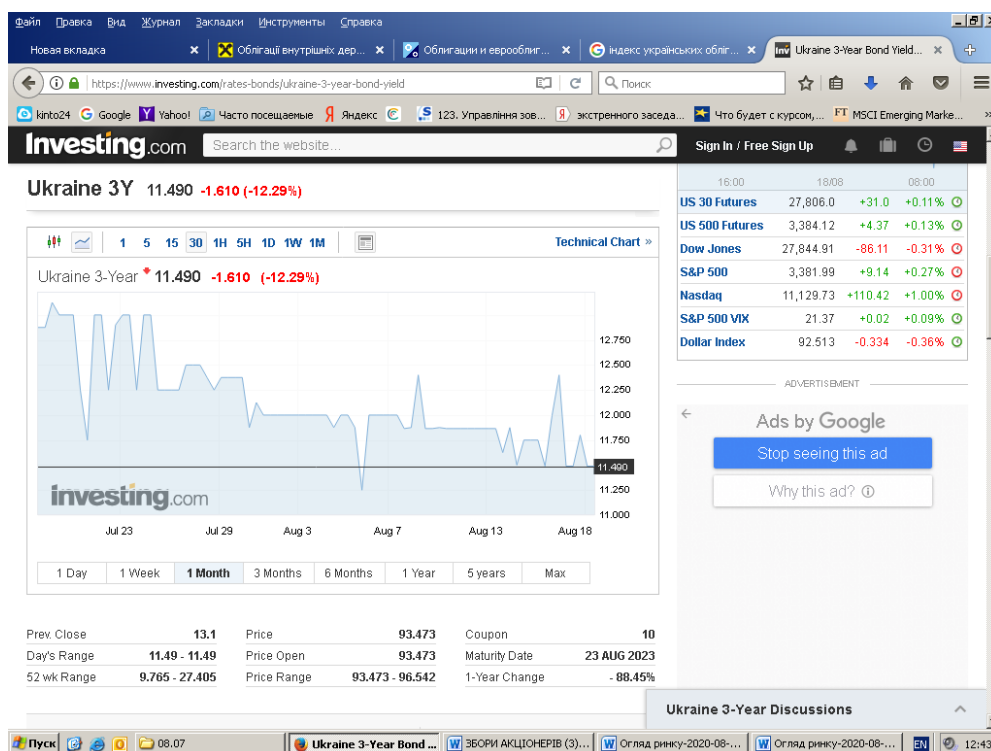 Файл Правка Вид Журнал Закладки Инструменты Справка
Новая вкладка
Облігації внутрішніх дер...
Облигации и еврооблиг...
індекс українських обліг...
Ukraine 3-Year Bond Yield...
https://www.investing.com/rates-bonds/ukraine-3-year-bond-yield
Поиск
kinto24 Google Yahoo! Часто посещаемые Яндекс 123. Управління зов... экстренного заседа... Что будет с курсом,... MSCI Emerging Marke...
Investing.com
Search the website...
Sign In / Free Sign Up
Ukraine 3Y 11.490 -1.610 (-12.29%)
1 5 15 30 1H 5H 1D 1W 1M
Technical Chart »
Ukraine 3-Year 11.490 -1.610 (-12.29%)
12.750
12.500
12.250
12.000
11.750
11.490
11.250
11.000
investing.com
Jul 23 Jul 29 Aug 3 Aug 7 Aug 13 Aug 18
1 Day 1 Week 1 Month 3 Months 6 Months 1 Year 5 years Max
Prev. Close 13.1 Price 93.473 Coupon 10
Day's Range 11.49 - 11.49 Price Open 93.473 Maturity Date 23 AUG 2023
52 wk Range 9.765 - 27.405 Price Range 93.473 - 96.542 1-Year Change - 88.45%
16:00 18/08 08:00
US 30 Futures 27,806.0 +31.0 +0.11%
US 500 Futures 3,384.12 +4.37 +0.13%
Dow Jones 27,844.91 -86.11 -0.31%
S&P 500 3,381.99 +9.14 +0.27%
Nasdaq 11,129.73 +110.42 +1.00%
S&P 500 VIX 21.37 +0.02 +0.09%
Dollar Index 92.513 -0.334 -0.36%
ADVERTISEMENT
Ads by Google
Stop seeing this ad
Why this ad?
Ukraine 3-Year Discussions
Пуск
08.07
Ukraine 3-Year Bond ...
ЗБОРИ АКЦІОНЕРІВ (3)...
Огляд ринку-2020-08-...
Огляд ринку-2020-08-...
EN
12:43